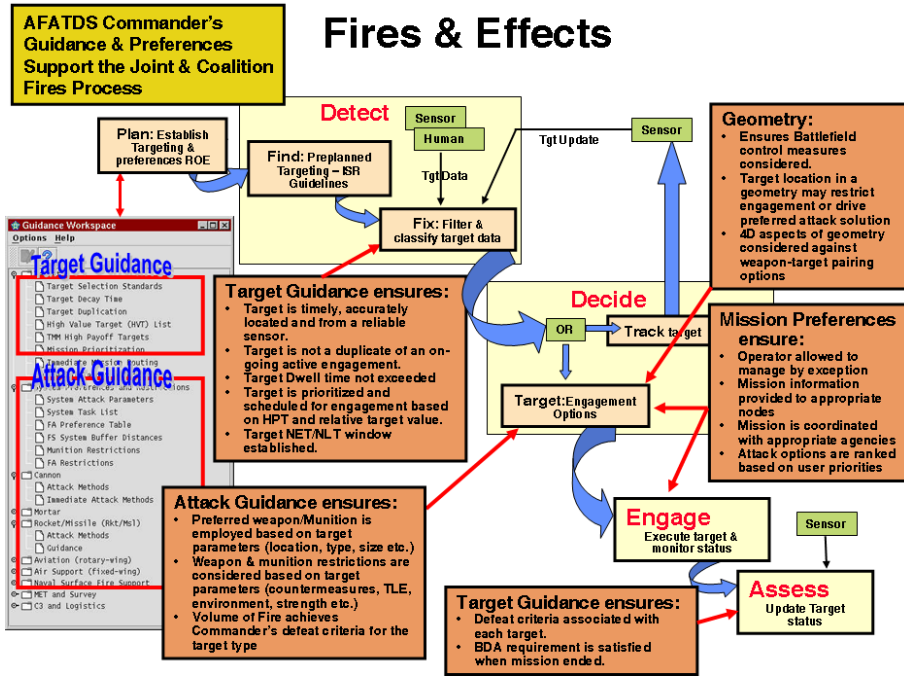 AFATDS Commander's
Guidance & Preferences
Support the Joint & Coalition
Fires Process
Fires & Effects
Detect
Sensor
Human
Plan: Establish
Targeting &
preferences ROE
Find: Preplanned
Targeting – ISR
Guidelines
Tgt Data
Tgt Update
Sensor
Fix: Filter &
classify target data
Geometry:
• Ensures Battlefield
control measures
considered.
• Target location in a
geometry may restrict
engagement or drive
preferred attack solution
• 4D aspects of geometry
considered against
weapon-target pairing
options
Guidance Workspace
Options Help
Target Guidance
Target Selection Standards
Target Decay Time
Target Duplication
High Value Target (HVT) List
TMM High Payoff Targets
Mission Prioritization
Immediate Mission Routing
Attack Guidance
System Preferences and Restrictions
System Attack Parameters
System Task List
FA Preference Table
FS System Buffer Distances
Munition Restrictions
FA Restrictions
Cannon
Attack Methods
Immediate Attack Methods
Mortar
Rocket/Missile (Rkt/Msl)
Attack Methods
Guidance
Aviation (rotary-wing)
Air Support (fixed-wing)
Naval Surface Fire Support
MET and Survey
C3 and Logistics
Target Guidance ensures:
• Target is timely, accurately
located and from a reliable
sensor.
• Target is not a duplicate of an on-
going active engagement.
• Target Dwell time not exceeded
• Target is prioritized and
scheduled for engagement based
on HPT and relative target value.
• Target NET/NLT window
established.
Decide
OR
Track target
Target:Engagement
Options
Mission Preferences
ensure:
• Operator allowed to
manage by exception
• Mission information
provided to appropriate
nodes
• Mission is coordinated
with appropriate agencies
• Attack options are ranked
based on user priorities
Attack Guidance ensures:
• Preferred weapon/Munition is
employed based on target
parameters (location, type, size etc.)
• Weapon & munition restrictions
are considered based on target
parameters (countermeasures, TLE,
environment, strength etc.)
• Volume of Fire achieves
Commander's defeat criteria for the
target type
Engage
Execute target &
monitor status
Sensor
Assess
Update Target
status
Target Guidance ensures:
• Defeat criteria associated with
each target.
• BDA requirement is satisfied
when mission ended.